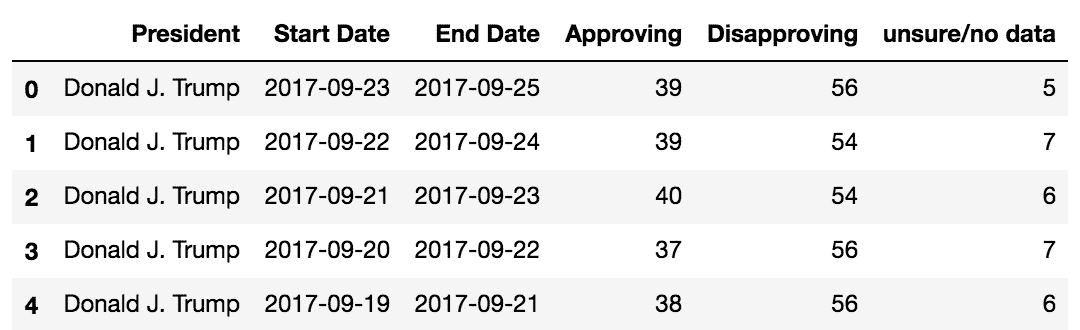 President Start Date End Date Approving Disapproving unsure/no data
0 Donald J. Trump 2017-09-23 2017-09-25 39 56 5
1 Donald J. Trump 2017-09-22 2017-09-24 39 54 7
2 Donald J. Trump 2017-09-21 2017-09-23 40 54 6
3 Donald J. Trump 2017-09-20 2017-09-22 37 56 7
4 Donald J. Trump 2017-09-19 2017-09-21 38 56 6